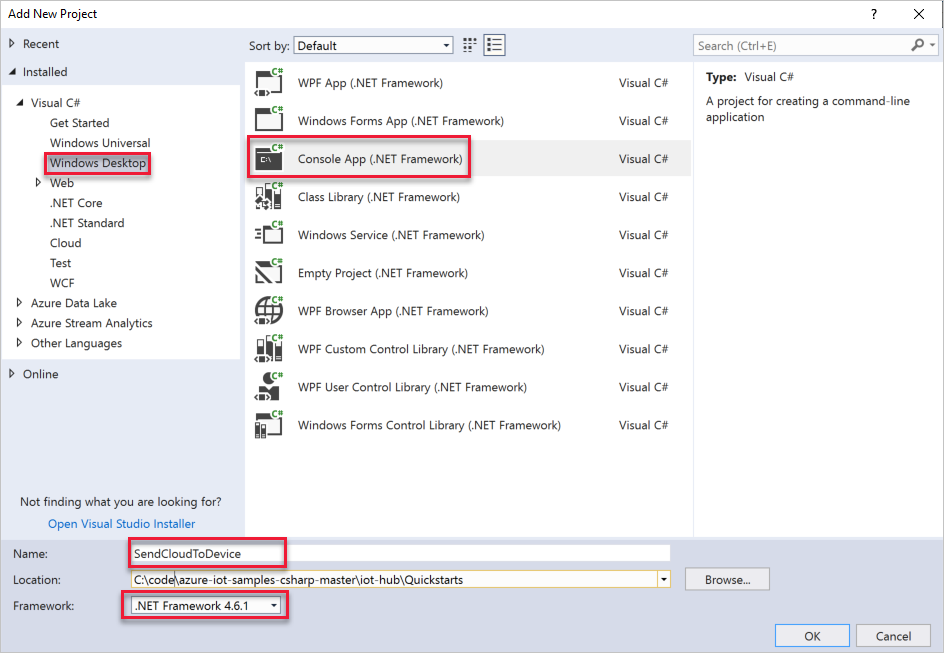 Add New Project
?
Recent
Installed
Visual C#
Get Started
Windows Universal
Windows Desktop
Web
.NET Core
.NET Standard
Cloud
Test
WCF
Azure Data Lake
Azure Stream Analytics
Other Languages
Online
Not finding what you are looking for?
Open Visual Studio Installer
Sort by: Default
C# WPF App (.NET Framework) Visual C#
C# Windows Forms App (.NET Framework) Visual C#
C# C:\ Console App (.NET Framework) Visual C#
C# Class Library (.NET Framework) Visual C#
C# Windows Service (.NET Framework) Visual C#
C# Empty Project (.NET Framework) Visual C#
C# WPF Browser App (.NET Framework) Visual C#
C# WPF Custom Control Library (.NET Framework) Visual C#
C# WPF User Control Library (.NET Framework) Visual C#
C# Windows Forms Control Library (.NET Framework) Visual C#
Search (Ctrl+E)
Type: Visual C#
A project for creating a command-line
application
Name: SendCloudToDevice
Location: C:\code\azure-iot-samples-csharp-master\iot-hub\Quickstarts Browse...
Framework: .NET Framework 4.6.1
OK Cancel